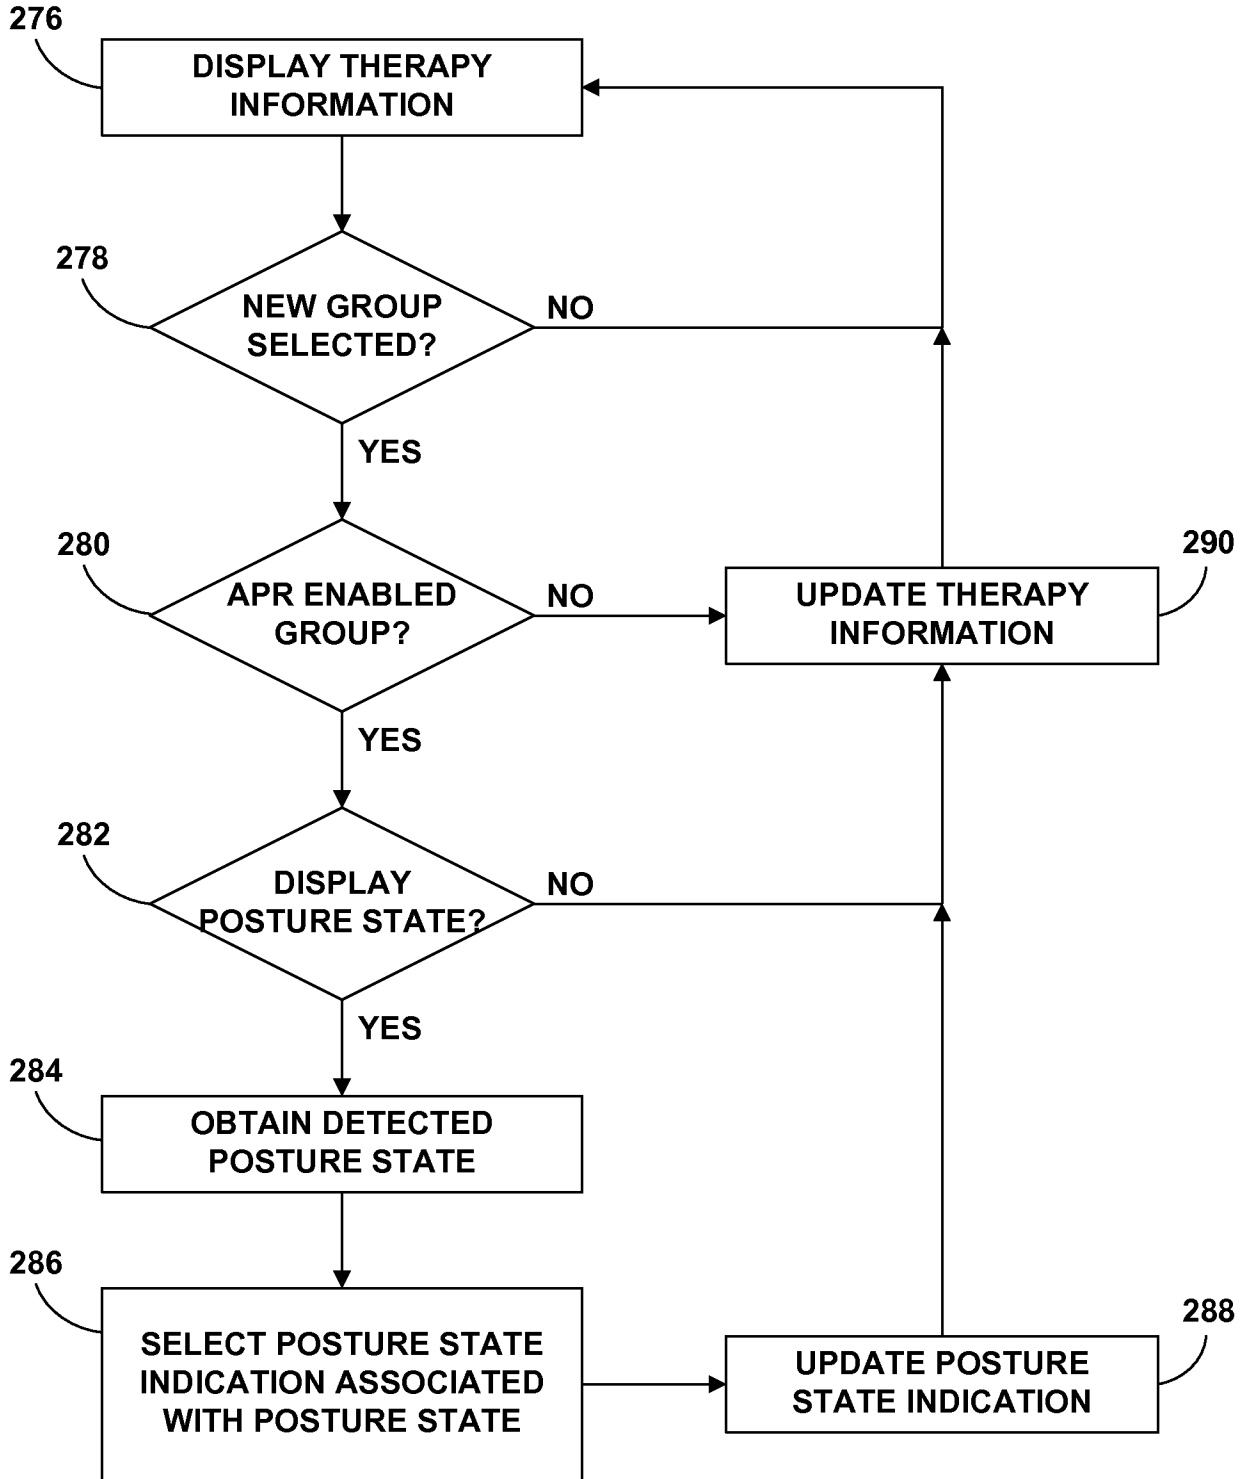 276
DISPLAY THERAPY
INFORMATION
278
NEW GROUP
SELECTED?
NO
YES
280
APR ENABLED
GROUP?
NO
290
UPDATE THERAPY
INFORMATION
YES
282
DISPLAY
POSTURE STATE?
NO
YES
284
OBTAIN DETECTED
POSTURE STATE
286
SELECT POSTURE STATE
INDICATION ASSOCIATED
WITH POSTURE STATE
288
UPDATE POSTURE
STATE INDICATION